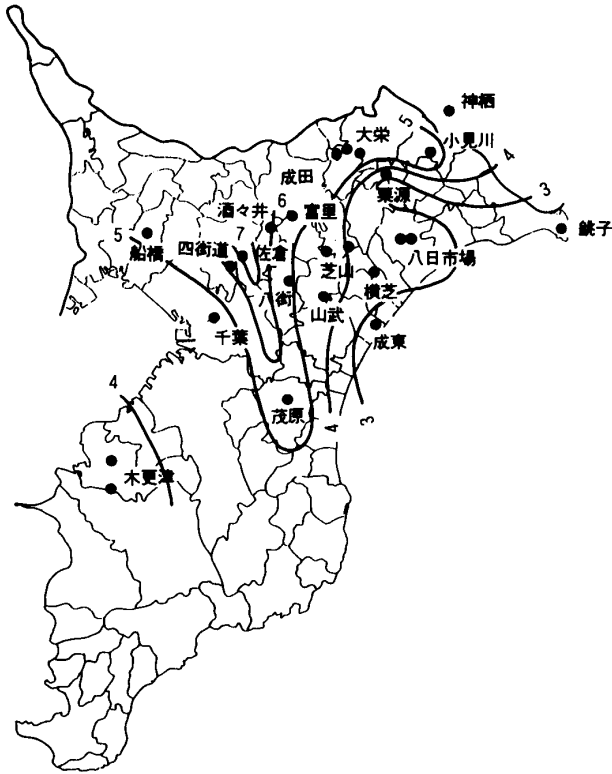 神栖
5
大栄
小見川
4
成田
栗源
3
酒々井
6
富里
銚子
5
船橋
四街道
7
佐倉
芝山
八日市場
八街
横芝
山武
千葉
成東
4
茂原
4
3
木更津